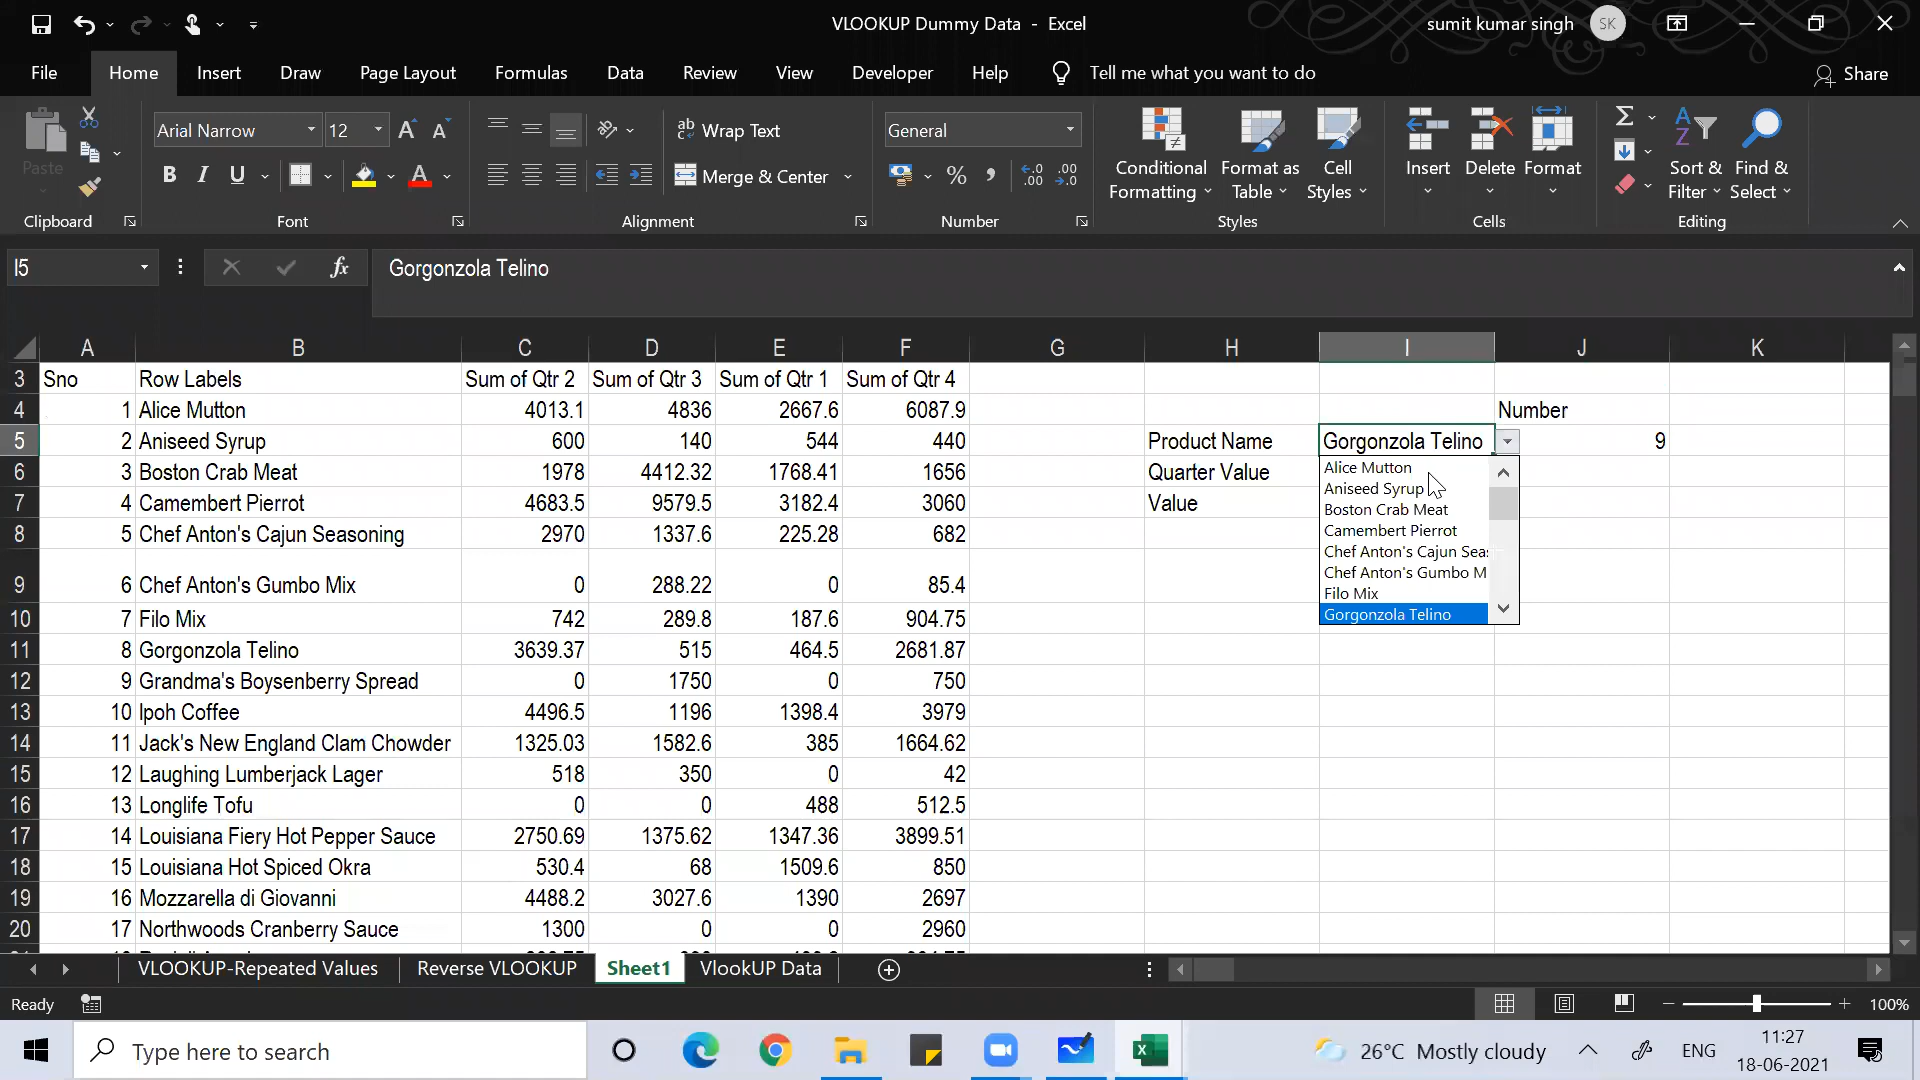 VLOOKUP Dummy Data - Excel
sumit kumar singh SK
File Home Insert Draw Page Layout Formulas Data Review View Developer Help Tell me what you want to do Share
Paste
Clipboard
Arial Narrow 12
B I U
Font
Wrap Text
Merge & Center
Alignment
General
Number
Conditional Formatting
Format as Table
Cell Styles
Styles
Insert Delete Format
Cells
Sort & Filter
Find & Select
Editing
I5 fx Gorgonzola Telino
A B C D E F G H I J K
3 Sno Row Labels Sum of Qtr 2 Sum of Qtr 3 Sum of Qtr 1 Sum of Qtr 4
4 1 Alice Mutton 4013.1 4836 2667.6 6087.9 Number
5 2 Aniseed Syrup 600 140 544 440 Product Name Gorgonzola Telino 9
6 3 Boston Crab Meat 1978 4412.32 1768.41 1656 Quarter Value
7 4 Camembert Pierrot 4683.5 9579.5 3182.4 3060 Value
8 5 Chef Anton's Cajun Seasoning 2970 1337.6 225.28 682
9 6 Chef Anton's Gumbo Mix 0 288.22 0 85.4
10 7 Filo Mix 742 289.8 187.6 904.75
11 8 Gorgonzola Telino 3639.37 515 464.5 2681.87
12 9 Grandma's Boysenberry Spread 0 1750 0 750
13 10 Ipoh Coffee 4496.5 1196 1398.4 3979
14 11 Jack's New England Clam Chowder 1325.03 1582.6 385 1664.62
15 12 Laughing Lumberjack Lager 518 350 0 42
16 13 Longlife Tofu 0 0 488 512.5
17 14 Louisiana Fiery Hot Pepper Sauce 2750.69 1375.62 1347.36 3899.51
18 15 Louisiana Hot Spiced Okra 530.4 68 1509.6 850
19 16 Mozzarella di Giovanni 4488.2 3027.6 1390 2697
20 17 Northwoods Cranberry Sauce 1300 0 0 2960
Alice Mutton
Aniseed Syrup
Boston Crab Meat
Camembert Pierrot
Chef Anton's Cajun Seas
Chef Anton's Gumbo M
Filo Mix
Gorgonzola Telino
VLOOKUP-Repeated Values Reverse VLOOKUP Sheet1 VlookUP Data
Ready 100%
Type here to search 26°C Mostly cloudy ENG 11:27
18-06-2021